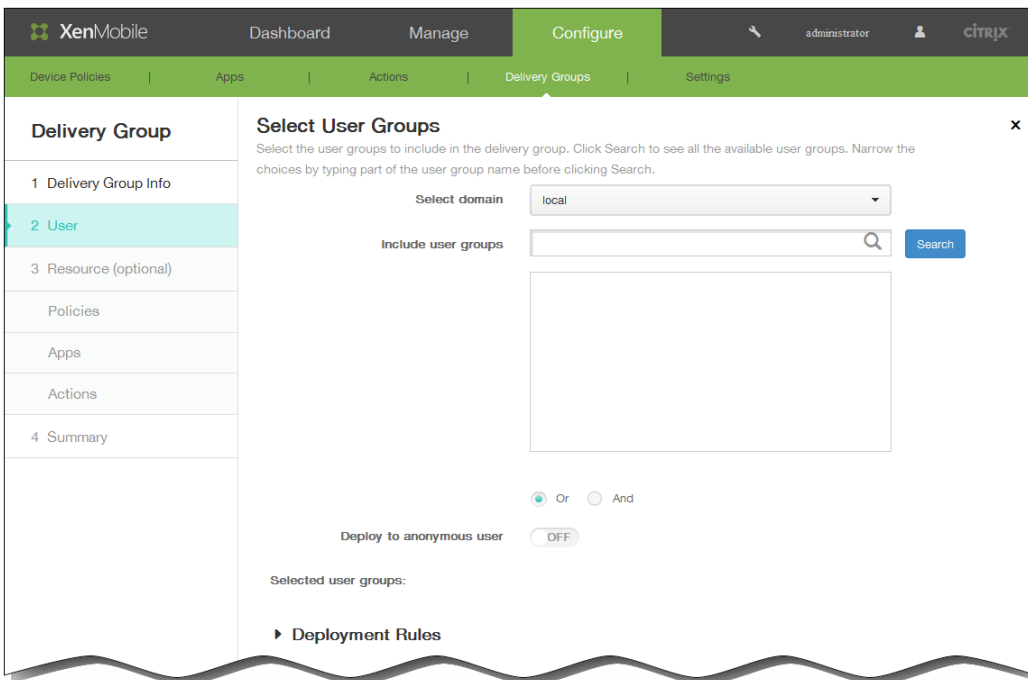 XenMobile Dashboard Manage Configure administrator CİTRIX
Device Policies | Apps | Actions | Delivery Groups | Settings
Delivery Group
1 Delivery Group Info
2 User
3 Resource (optional)
Policies
Apps
Actions
4 Summary
Select User Groups x
Select the user groups to include in the delivery group. Click Search to see all the available user groups. Narrow the
choices by typing part of the user group name before clicking Search.
Select domain local
Include user groups Search
Or And
Deploy to anonymous user OFF
Selected user groups:
Deployment Rules